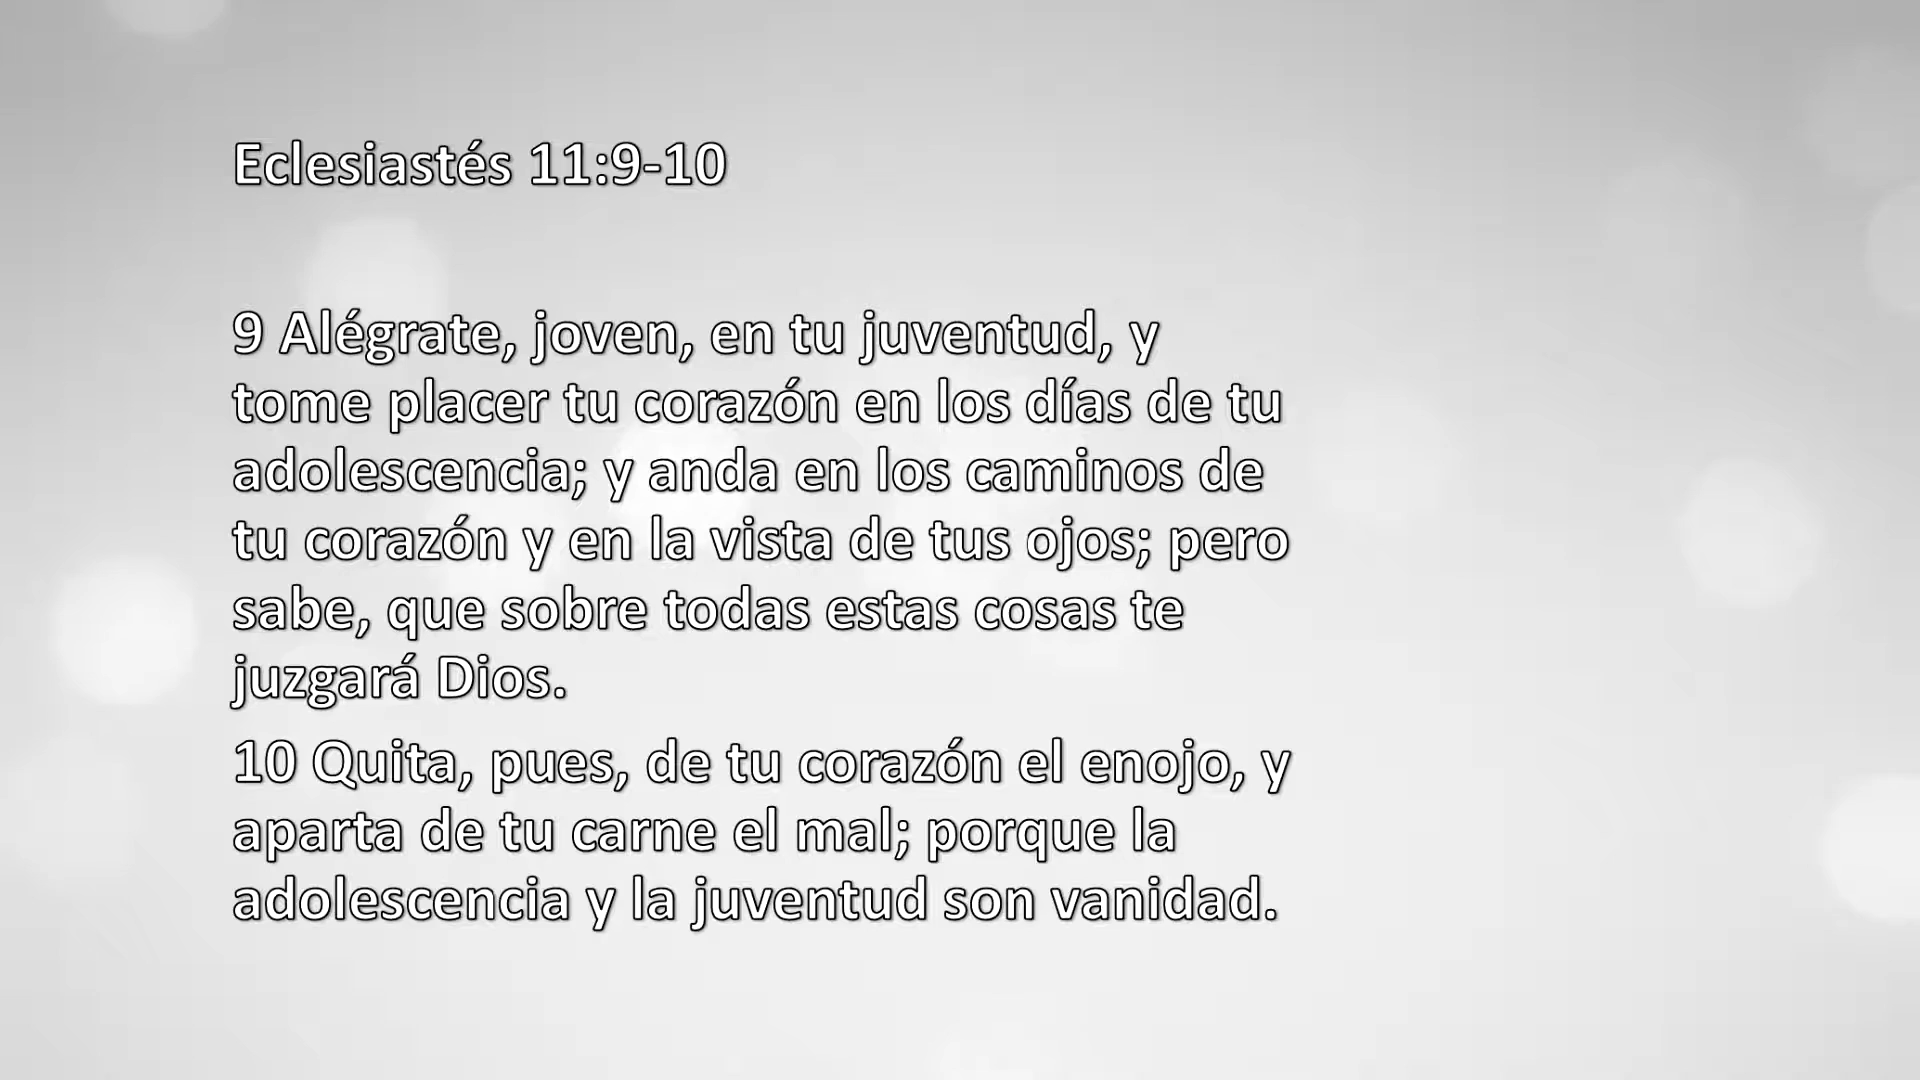 Eclesiastés 11:9-10
9 Alégrate, joven, en tu juventud, y
tome placer tu corazón en los días de tu
adolescencia; y anda en los caminos de
tu corazón y en la vista de tus ojos; pero
sabe, que sobre todas estas cosas te
juzgará Dios.
10 Quita, pues, de tu corazón el enojo, y
aparta de tu carne el mal; porque la
adolescencia y la juventud son vanidad.